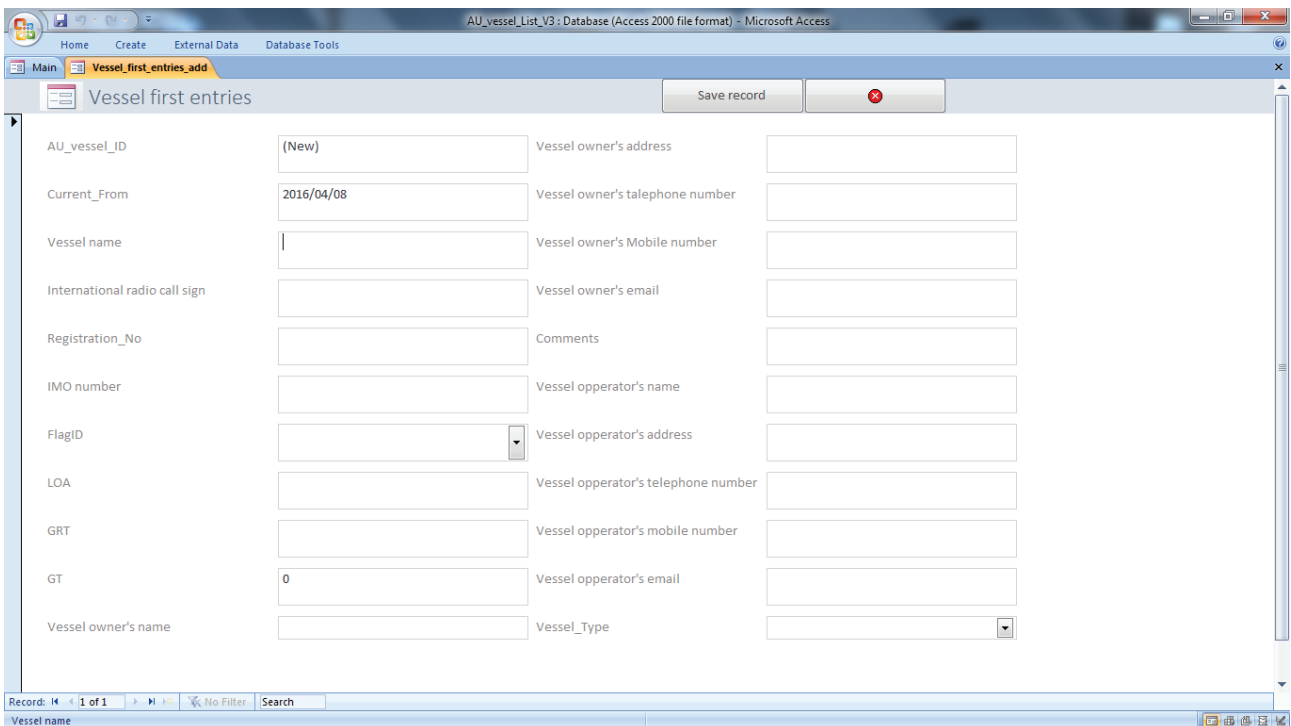 AU_vessel_List_V3 : Database (Access 2000 file format) - Microsoft Access
Home Create External Data Database Tools
Main Vessel_first_entries_add
Vessel first entries Save record
AU_vessel_ID (New) Vessel owner's address
Current_From 2016/04/08 Vessel owner's talephone number
Vessel name Vessel owner's Mobile number
International radio call sign Vessel owner's email
Registration_No Comments
IMO number Vessel opperator's name
FlagID Vessel opperator's address
LOA Vessel opperator's telephone number
GRT Vessel opperator's mobile number
GT 0 Vessel opperator's email
Vessel owner's name Vessel_Type
Record: 1 of 1 No Filter Search
Vessel name